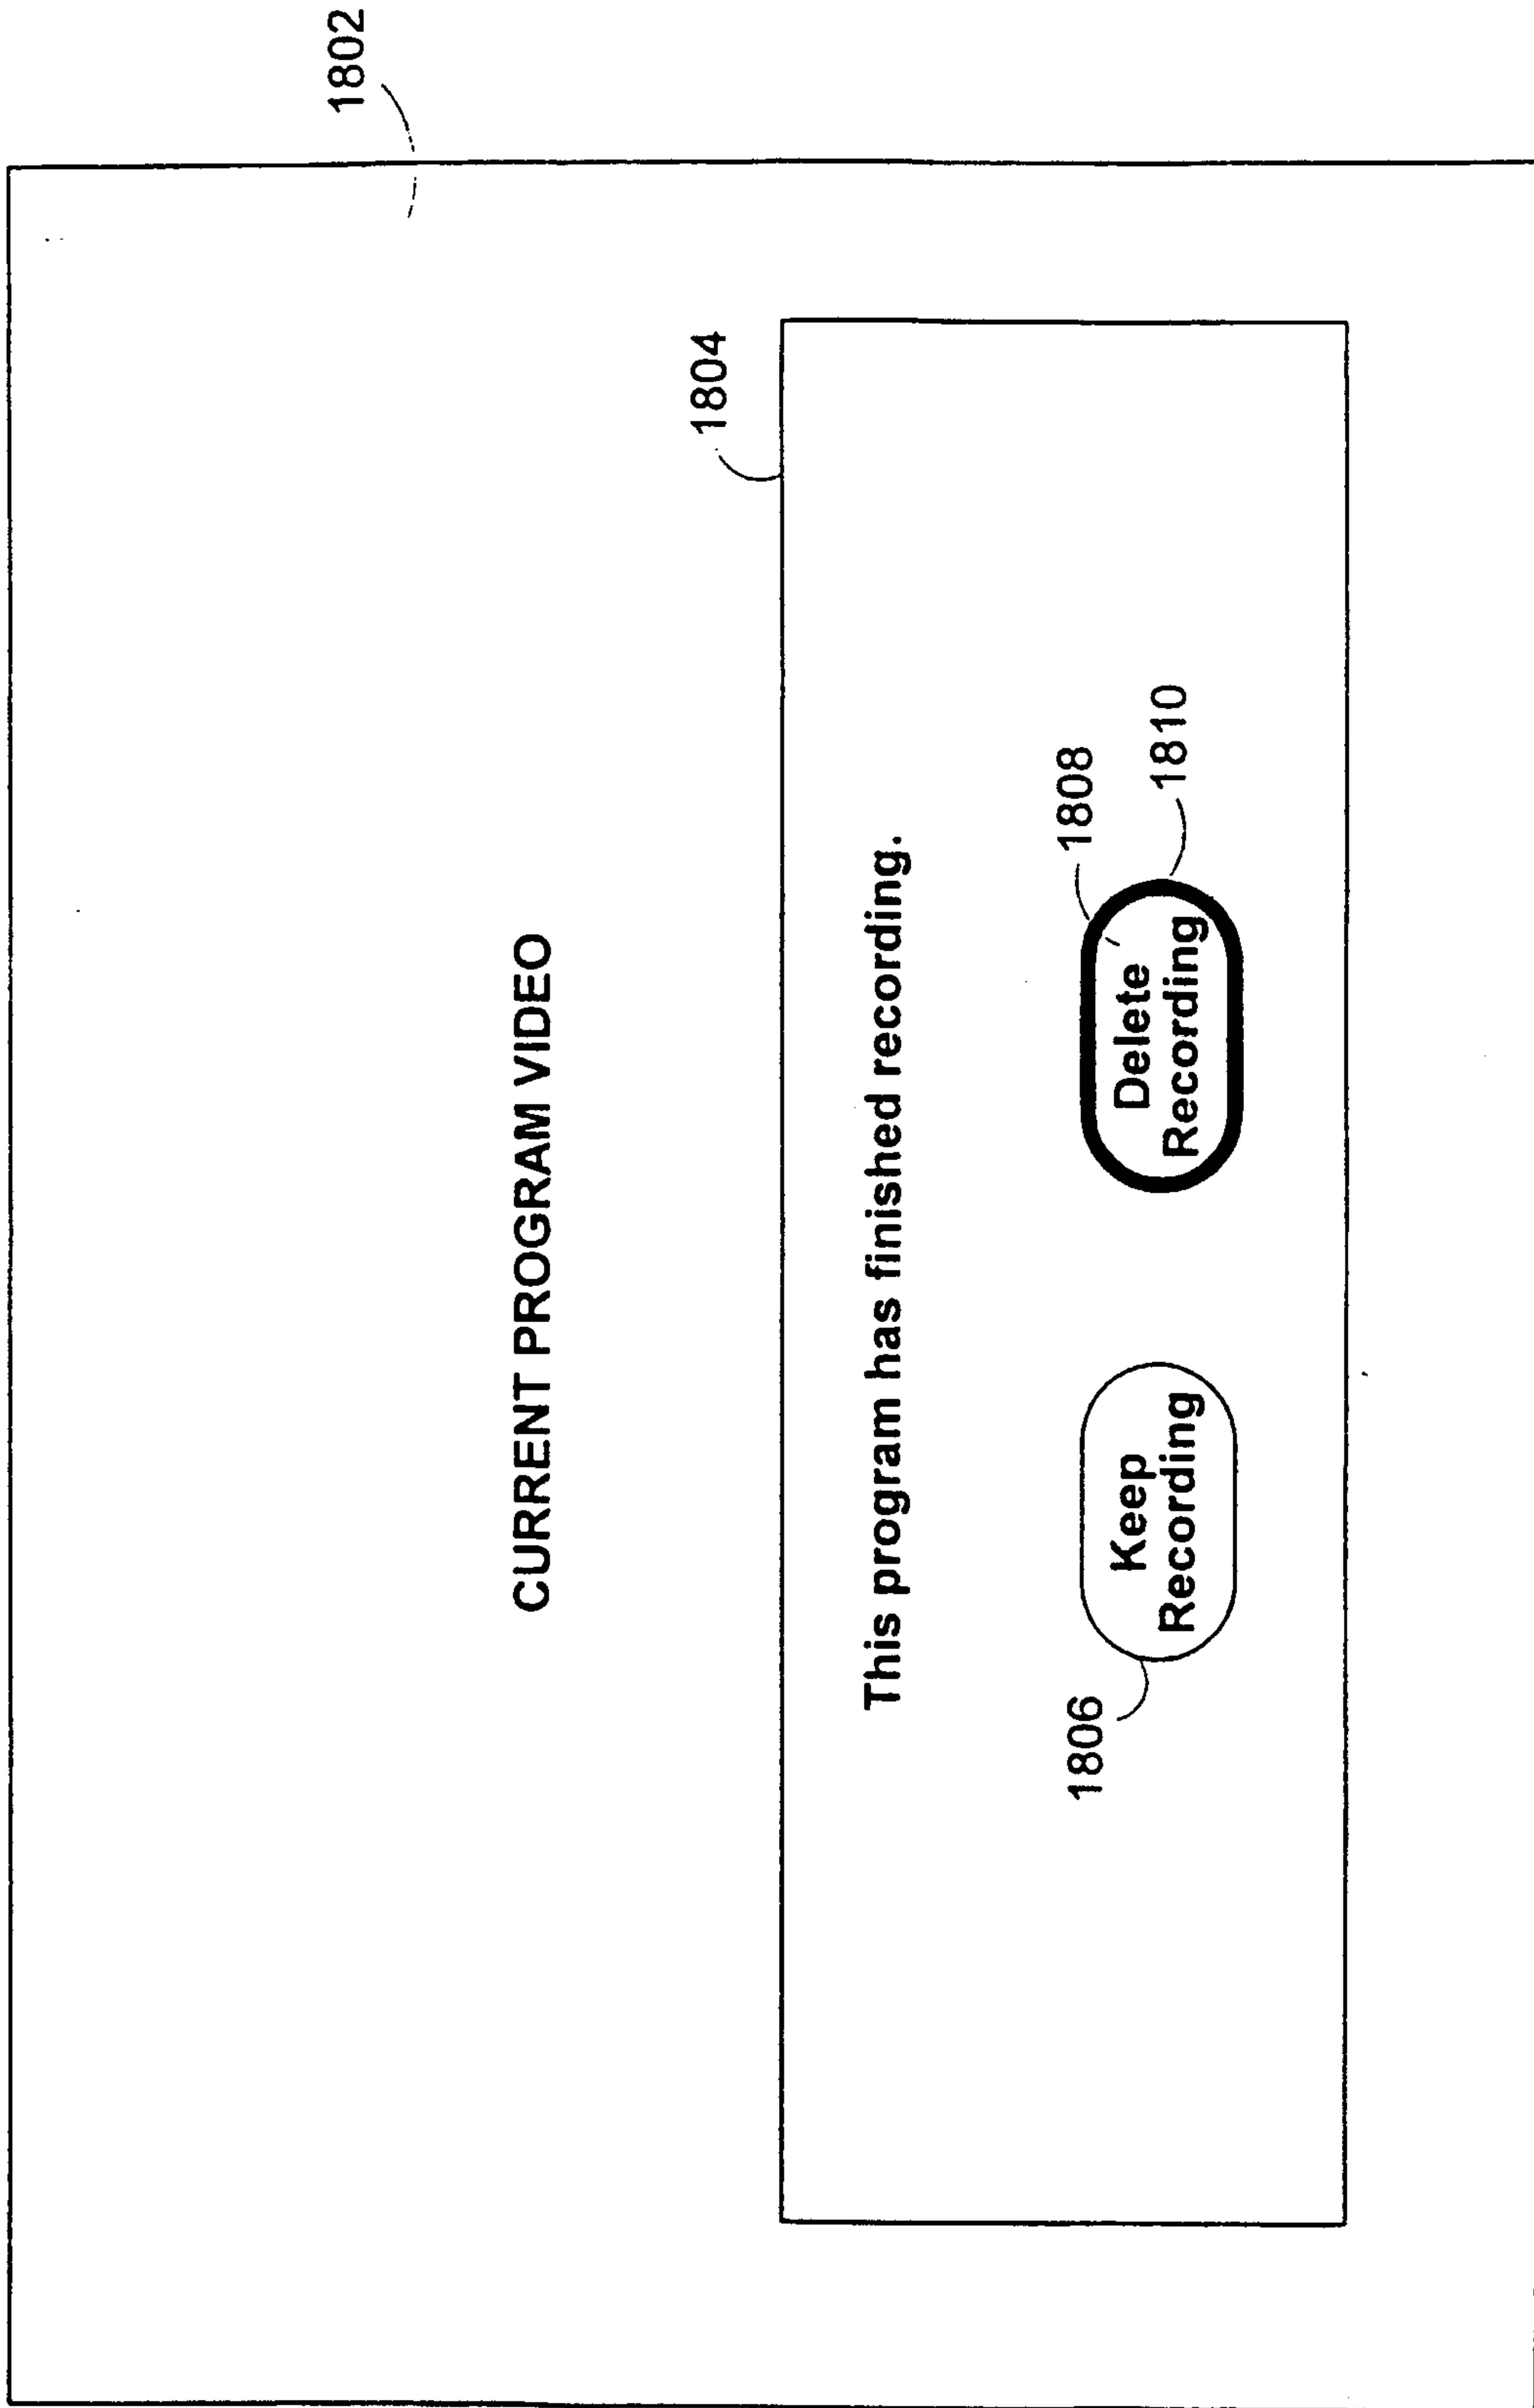 1802
CURRENT PROGRAM VIDEO
1804
This program has finished recording.
1806
Keep
Recording
1808
Delete
Recording
1810